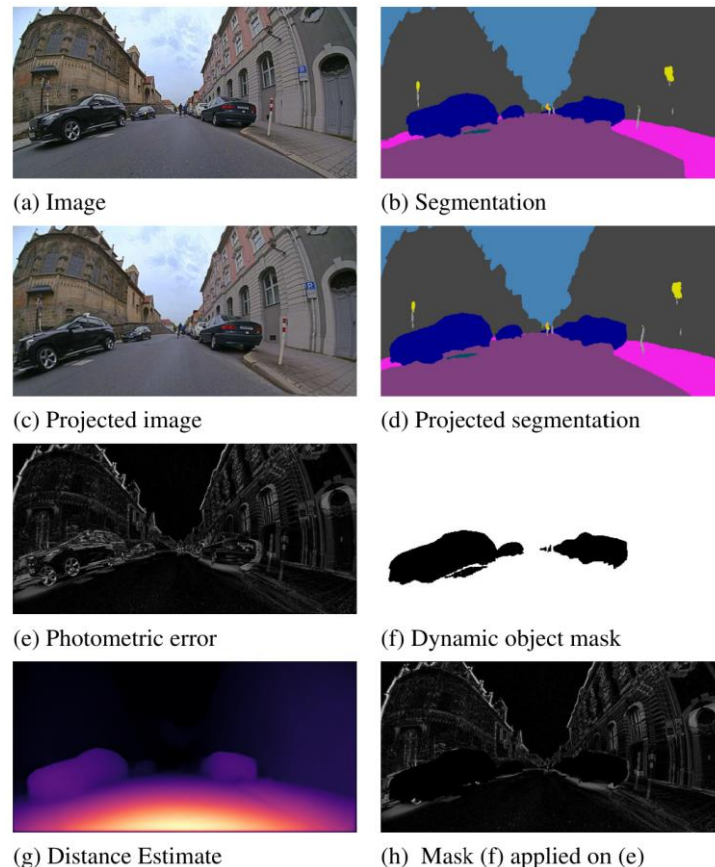 (a) Image
(b) Segmentation
(c) Projected image
(d) Projected segmentation
(e) Photometric error
(f) Dynamic object mask
(g) Distance Estimate
(h) Mask (f) applied on (e)